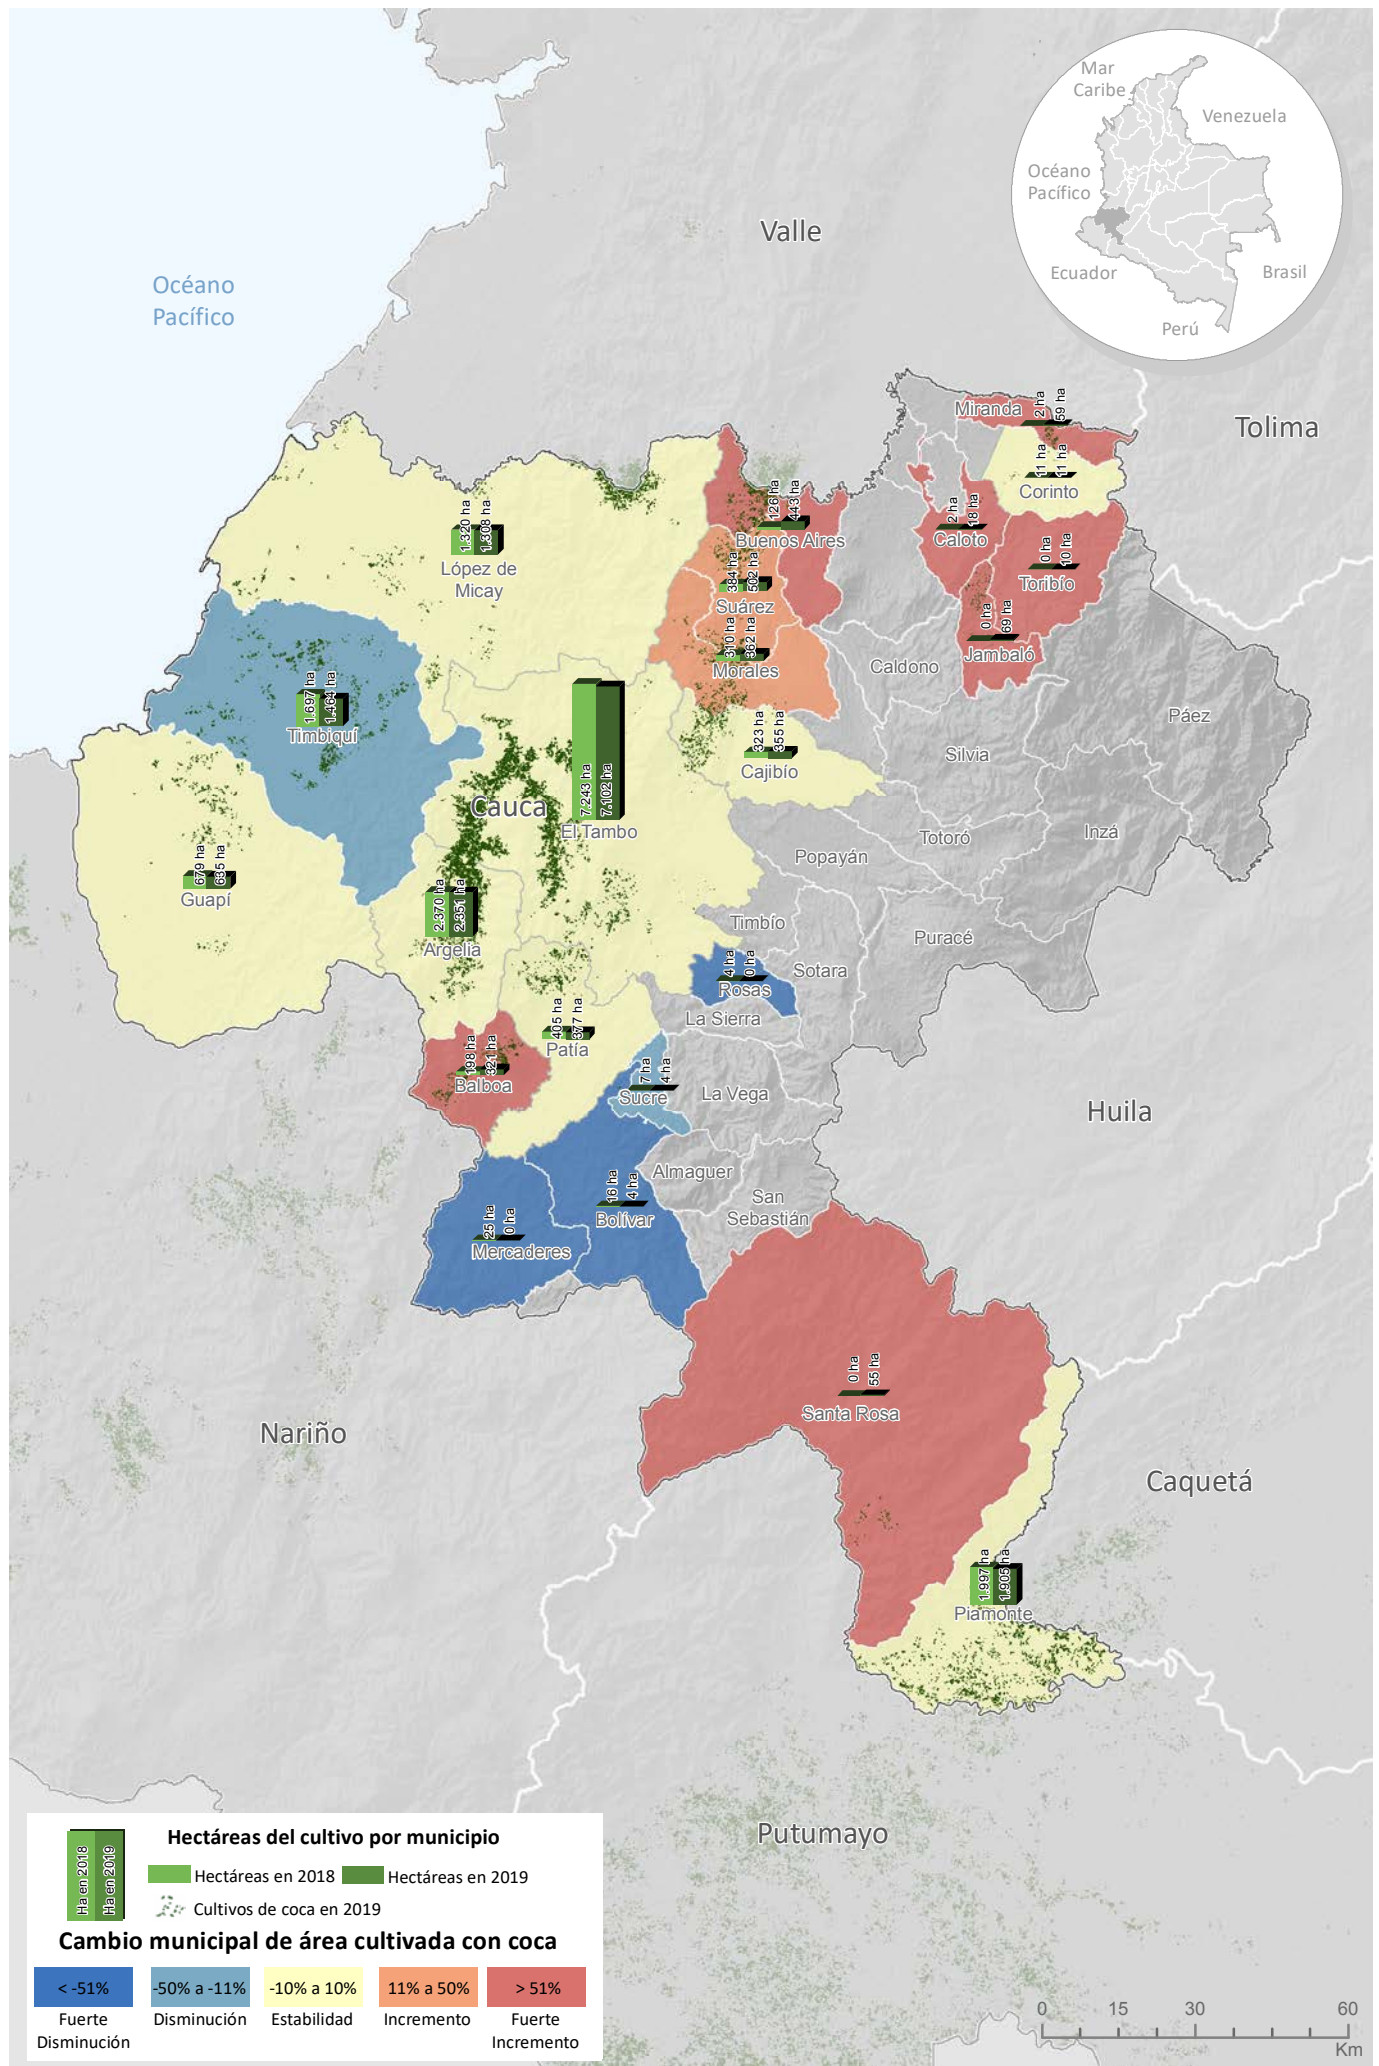 Mar
Caribe
Venezuela
Océano
Pacífico
Ecuador
Brasil
Perú
Valle
Océano
Pacífico
Tolima
Miranda
2 ha
59 ha
11 ha
11 ha
Corinto
126 ha
443 ha
Buenos Aires
2 ha
18 ha
Caloto
0 ha
10 ha
Toribío
1.320 ha
1.308 ha
López de
Micay
384 ha
502 ha
Suárez
0 ha
69 ha
Jambaló
310 ha
362 ha
Morales
Caldono
Páez
1.697 ha
1.464 ha
Timbiquí
323 ha
355 ha
Cajibío
Silvia
7.243 ha
7.102 ha
Cauca
El Tambo
Totoró
Inzá
Popayán
679 ha
635 ha
Guapí
2.370 ha
2.351 ha
Argelia
Timbío
Puracé
4 ha
0 ha
Rosas
Sotara
La Sierra
405 ha
377 ha
Patía
198 ha
321 ha
Balboa
7 ha
4 ha
Sucre
La Vega
Huila
Almaguer
16 ha
4 ha
Bolívar
San
Sebastián
25 ha
0 ha
Mercaderes
0 ha
55 ha
Santa Rosa
Nariño
Caquetá
1.997 ha
1.905 ha
Piamonte
Putumayo
Ha en 2018
Ha en 2019
Hectáreas del cultivo por municipio
Hectáreas en 2018
Hectáreas en 2019
Cultivos de coca en 2019
Cambio municipal de área cultivada con coca
< -51%
-50% a -11%
-10% a 10%
11% a 50%
> 51%
Fuerte
Disminución
Disminución
Estabilidad
Incremento
Fuerte
Incremento
0 15 30 60
Km